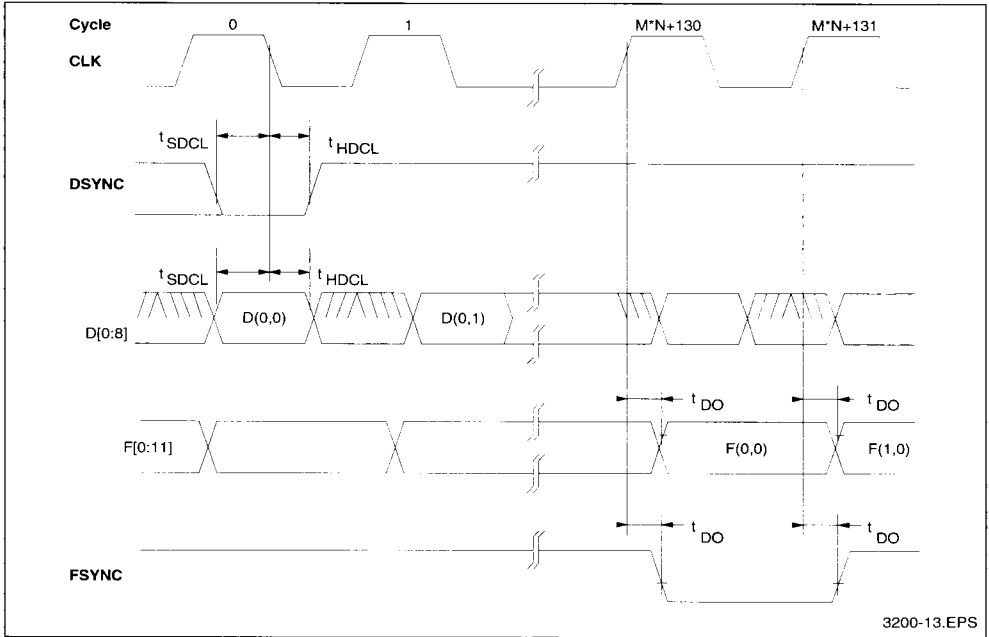 Cycle 0 1 M*N+130 M*N+131
CLK
t SDCL t HDCL
DSYNC
t SDCL t HDCL
D(0,0) D(0,1)
D[0:8]
t DO t DO
F[0:11] F(0,0) F(1,0)
t DO t DO
FSYNC
3200-13.EPS